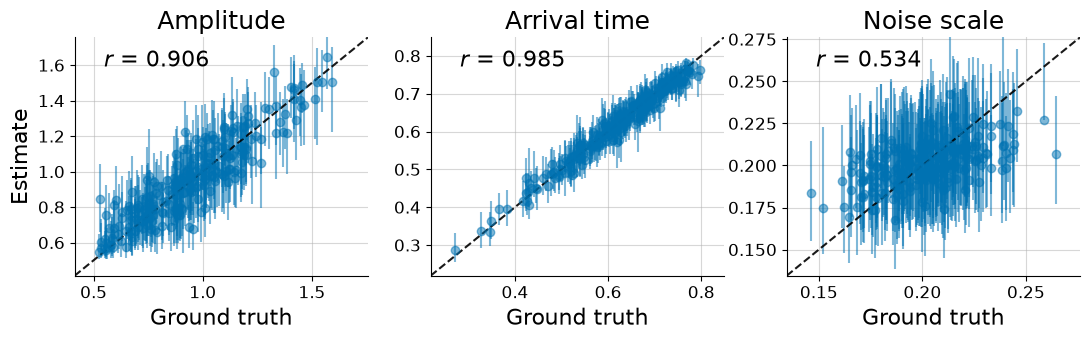 Amplitude
r = 0.906
Estimate
1.6
1.4
1.2
1.0
0.8
0.6
0.5 1.0 1.5
Ground truth
Arrival time
r = 0.985
0.8
0.7
0.6
0.5
0.4
0.3
0.4 0.6 0.8
Ground truth
Noise scale
r = 0.534
0.275
0.250
0.225
0.200
0.175
0.150
0.15 0.20 0.25
Ground truth